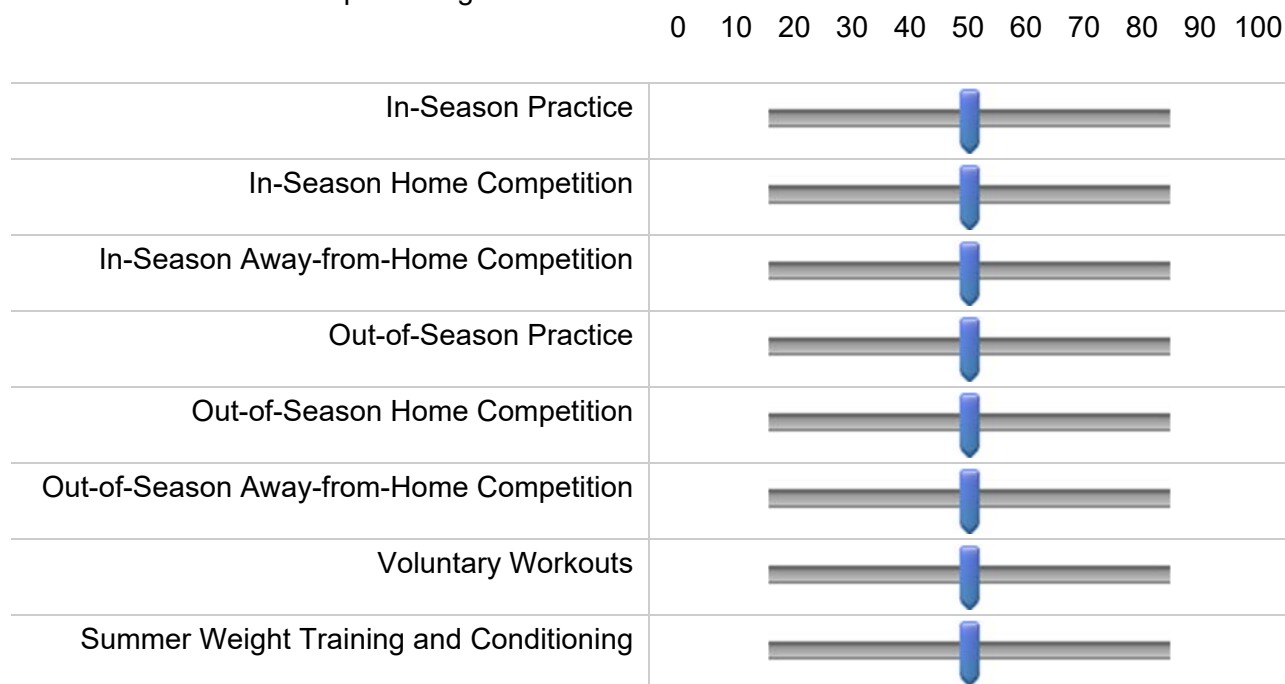 0 10 20 30 40 50 60 70 80 90 100
In-Season Practice
In-Season Home Competition
In-Season Away-from-Home Competition
Out-of-Season Practice
Out-of-Season Home Competition
Out-of-Season Away-from-Home Competition
Voluntary Workouts
Summer Weight Training and Conditioning